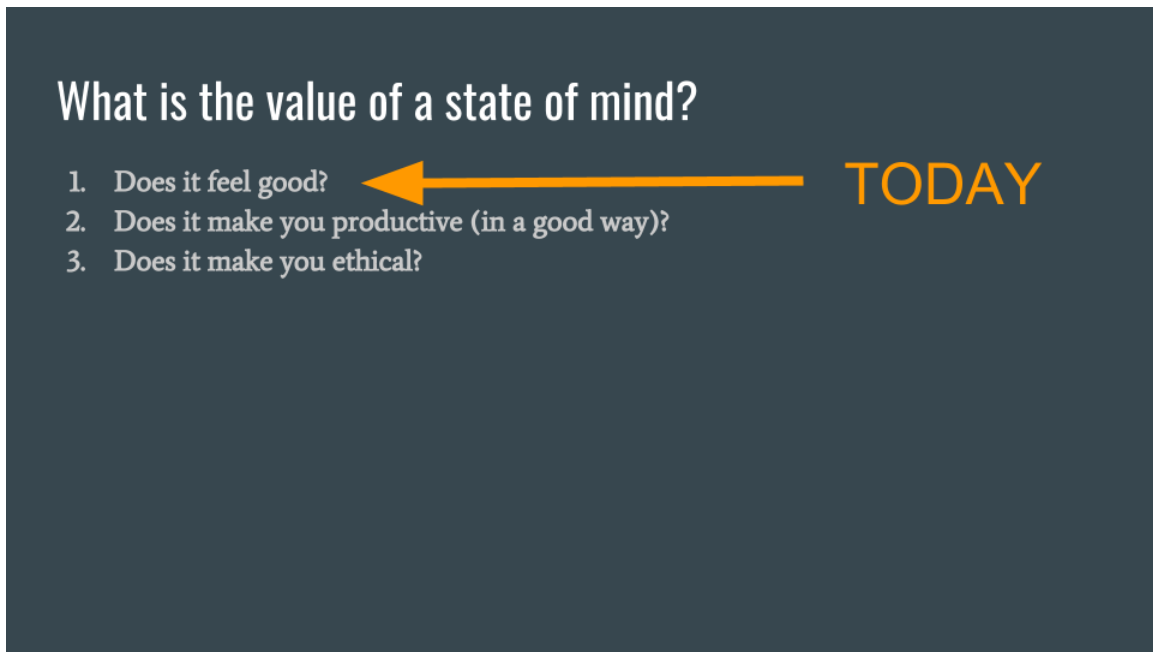 What is the value of a state of mind?
1. Does it feel good?
TODAY
2. Does it make you productive (in a good way)?
3. Does it make you ethical?